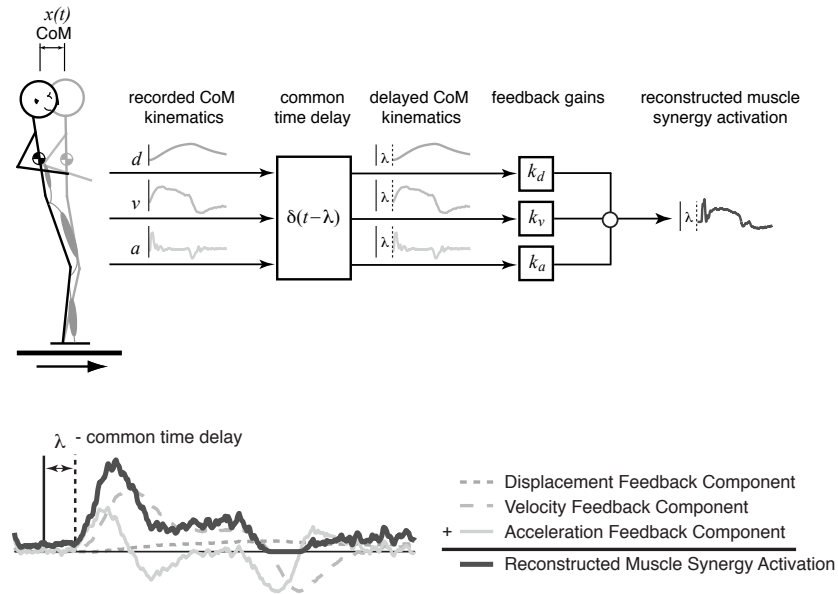 x(t)
CoM
recorded CoM
kinematics
common
time delay
delayed CoM
kinematics
feedback gains
reconstructed muscle
synergy activation
d
v
a
δ(t−λ)
λ
λ
λ
k_d
k_v
k_a
λ
λ - common time delay
Displacement Feedback Component
Velocity Feedback Component
+ Acceleration Feedback Component
Reconstructed Muscle Synergy Activation